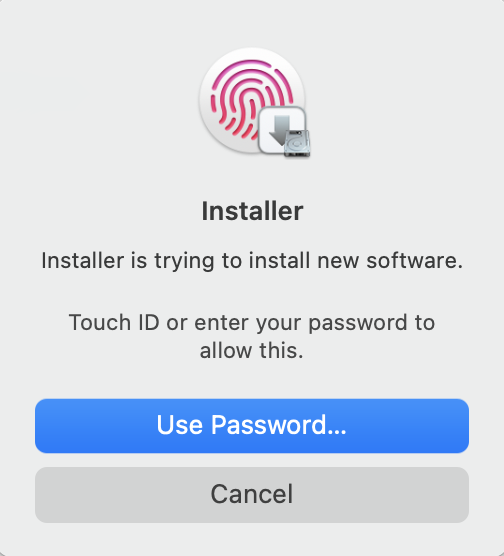 Installer
Installer is trying to install new software.
Touch ID or enter your password to
allow this.
Use Password...
Cancel